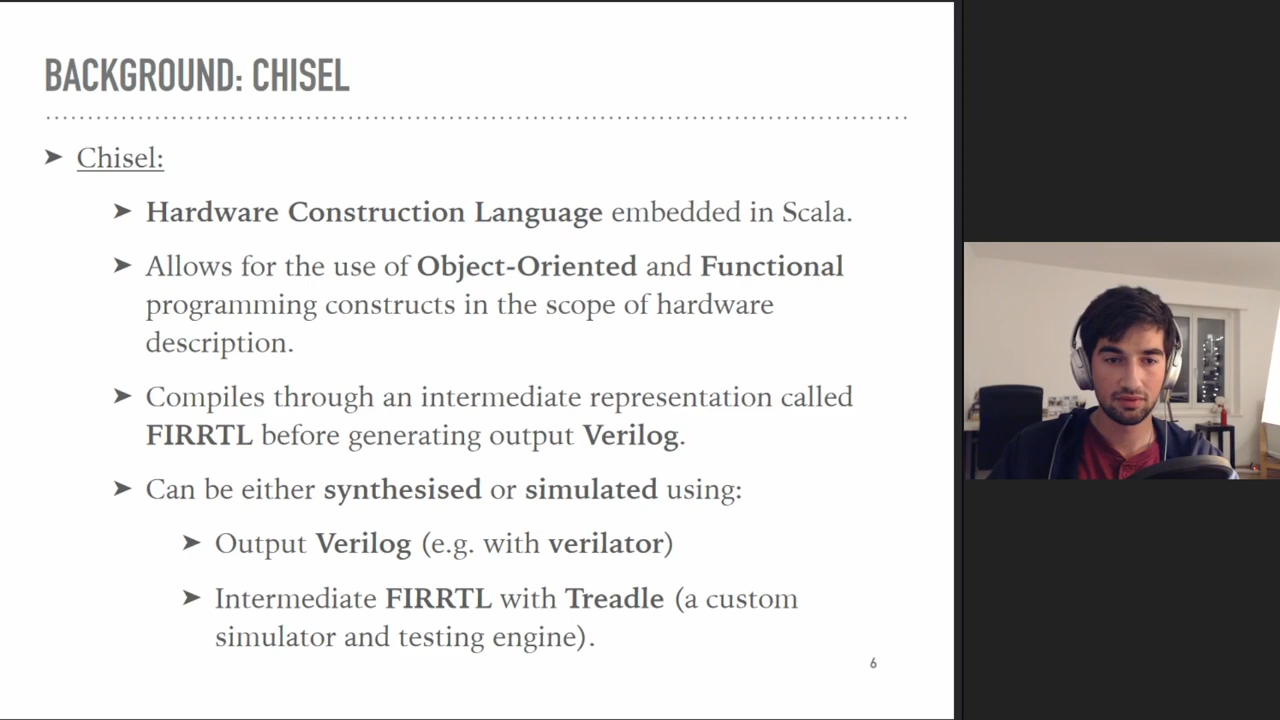 BACKGROUND: CHISEL
➤ Chisel:
➤ Hardware Construction Language embedded in Scala.
➤ Allows for the use of Object-Oriented and Functional
programming constructs in the scope of hardware
description.
➤ Compiles through an intermediate representation called
FIRRTL before generating output Verilog.
➤ Can be either synthesised or simulated using:
➤ Output Verilog (e.g. with verilator)
➤ Intermediate FIRRTL with Treadle (a custom
simulator and testing engine).
6